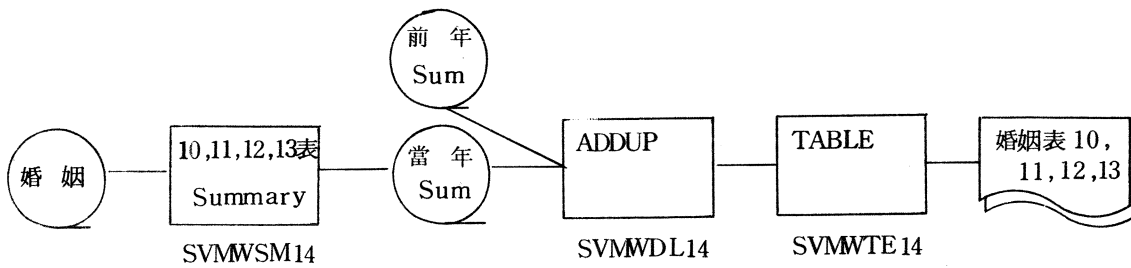 前 年
Sum
婚 姻
10,11,12,13表
Summary
SVMWSM14
當 年
Sum
ADDUP
SVMWDL14
TABLE
SVMWTE14
婚姻表 10,
11, 12, 13